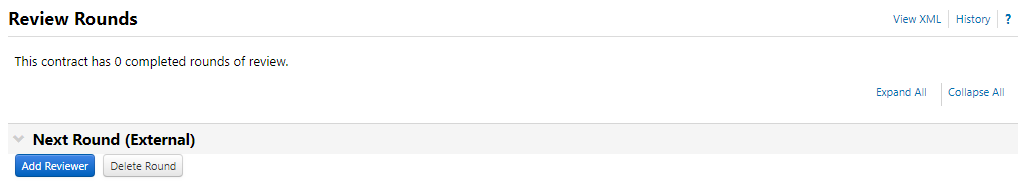 Review Rounds
View XML History ?
This contract has 0 completed rounds of review.
Expand All Collapse All
Next Round (External)
Add Reviewer Delete Round